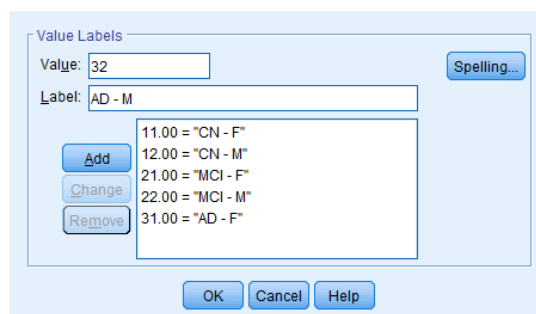 Value Labels
Value: 32
Spelling...
Label: AD - M
11.00 = "CN - F"
Add
12.00 = "CN - M"
21.00 = "MCI - F"
Change
22.00 = "MCI - M"
Remove
31.00 = "AD - F"
OK Cancel Help